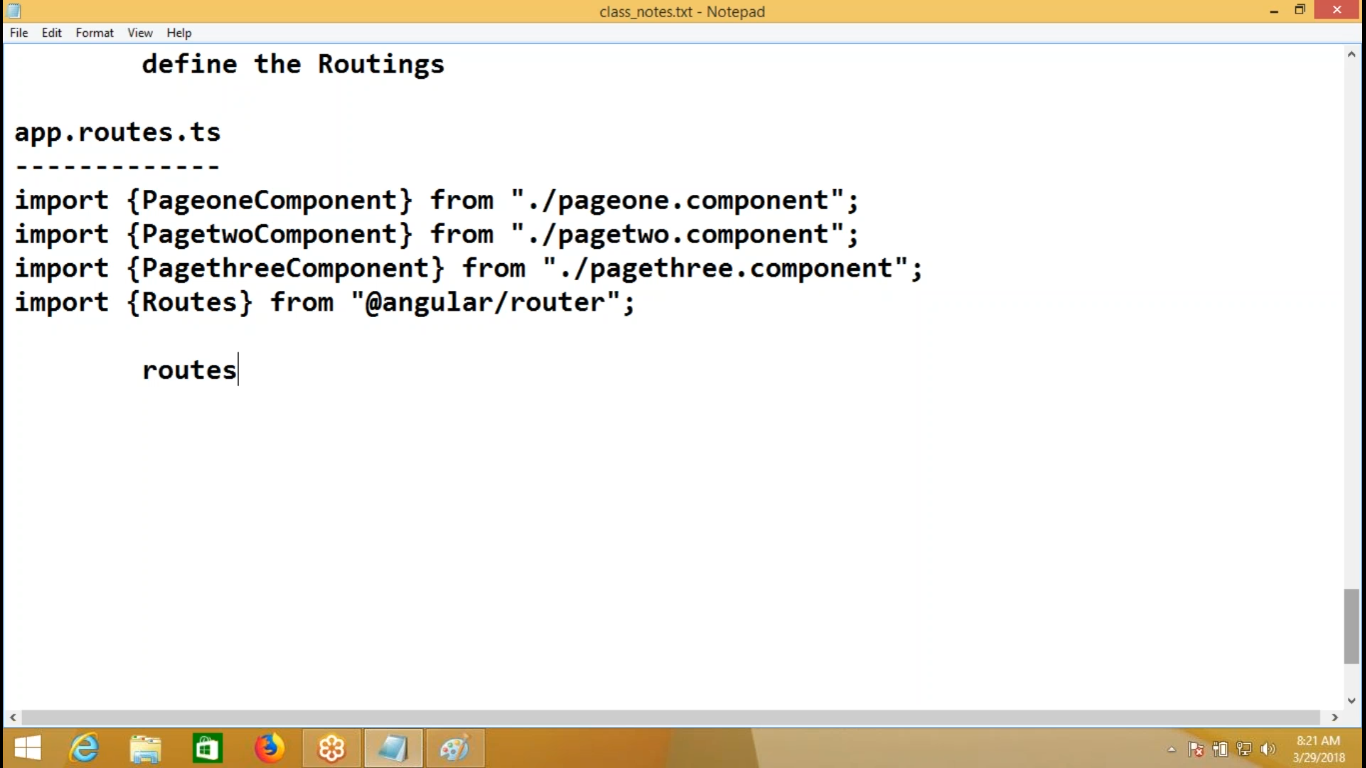 class_notes.txt - Notepad
File Edit Format View Help
define the Routings
app.routes.ts
-------------
import {PageoneComponent} from "./pageone.component";
import {PagetwoComponent} from "./pagetwo.component";
import {PagethreeComponent} from "./pagethree.component";
import {Routes} from "@angular/router";
routes
8:21 AM
3/29/2018